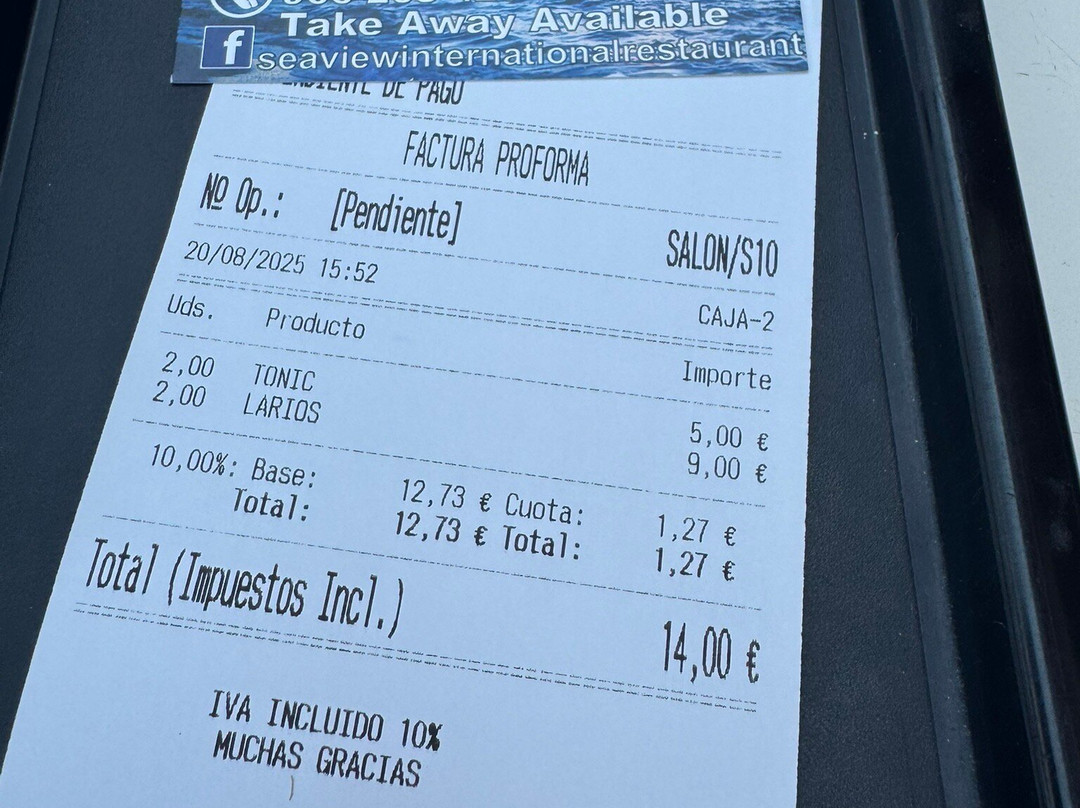 Take Away Available
f seaviewinternationalrestaurant
DE PAGO
FACTURA PROFORMA
Nº Op.: [Pendiente] SALON/S10
20/08/2025 15:52 CAJA-2
Uds. Producto Importe
2,00 TONIC 5,00 €
2,00 LARIOS 9,00 €
10,00%: Base: 12,73 € Cuota: 1,27 €
Total: 12,73 € Total: 1,27 €
Total (Impuestos Incl.) 14,00 €
IVA INCLUIDO 10%
MUCHAS GRACIAS